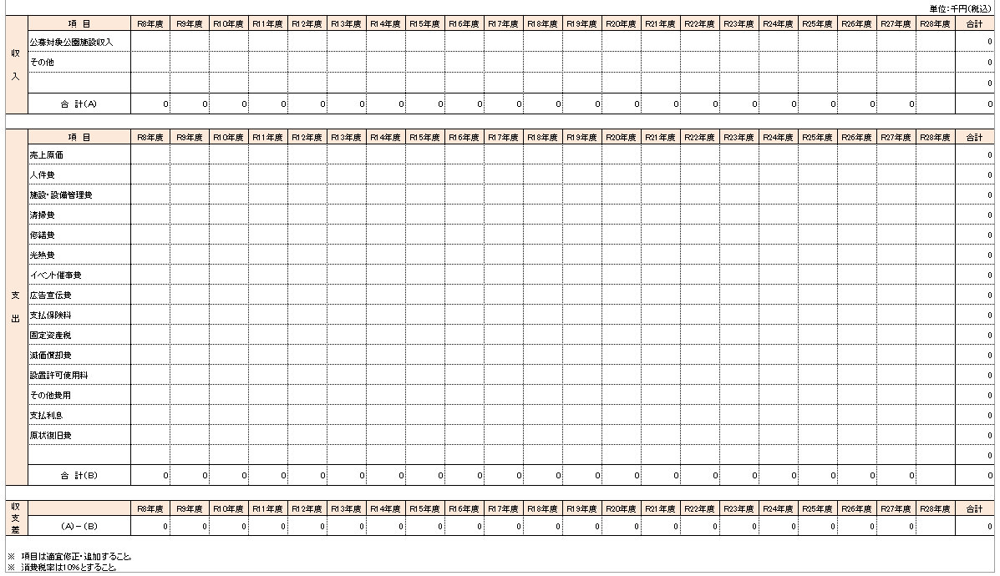 単位:千円(税込)
収入
項 目 R8年度 R9年度 R10年度 R11年度 R12年度 R13年度 R14年度 R15年度 R16年度 R17年度 R18年度 R19年度 R20年度 R21年度 R22年度 R23年度 R24年度 R25年度 R26年度 R27年度 R28年度 合計
公募対象公園施設収入 0
その他 0
0
合 計(A) 0 0 0 0 0 0 0 0 0 0 0 0 0 0 0 0 0 0 0 0 0
支出
項 目 R8年度 R9年度 R10年度 R11年度 R12年度 R13年度 R14年度 R15年度 R16年度 R17年度 R18年度 R19年度 R20年度 R21年度 R22年度 R23年度 R24年度 R25年度 R26年度 R27年度 R28年度 合計
売上原価 0
人件費 0
施設・設備管理費 0
清掃費 0
修繕費 0
光熱費 0
イベント催事費 0
広告宣伝費 0
支払保険料 0
固定資産税 0
減価償却費 0
設置許可使用料 0
その他費用 0
支払利息 0
原状復旧費 0
0
合 計(B) 0 0 0 0 0 0 0 0 0 0 0 0 0 0 0 0 0 0 0 0 0
収支差
R8年度 R9年度 R10年度 R11年度 R12年度 R13年度 R14年度 R15年度 R16年度 R17年度 R18年度 R19年度 R20年度 R21年度 R22年度 R23年度 R24年度 R25年度 R26年度 R27年度 R28年度 合計
(A)-(B) 0 0 0 0 0 0 0 0 0 0 0 0 0 0 0 0 0 0 0 0 0
※ 項目は適宜修正・追加すること。
※ 消費税率は10%とすること。